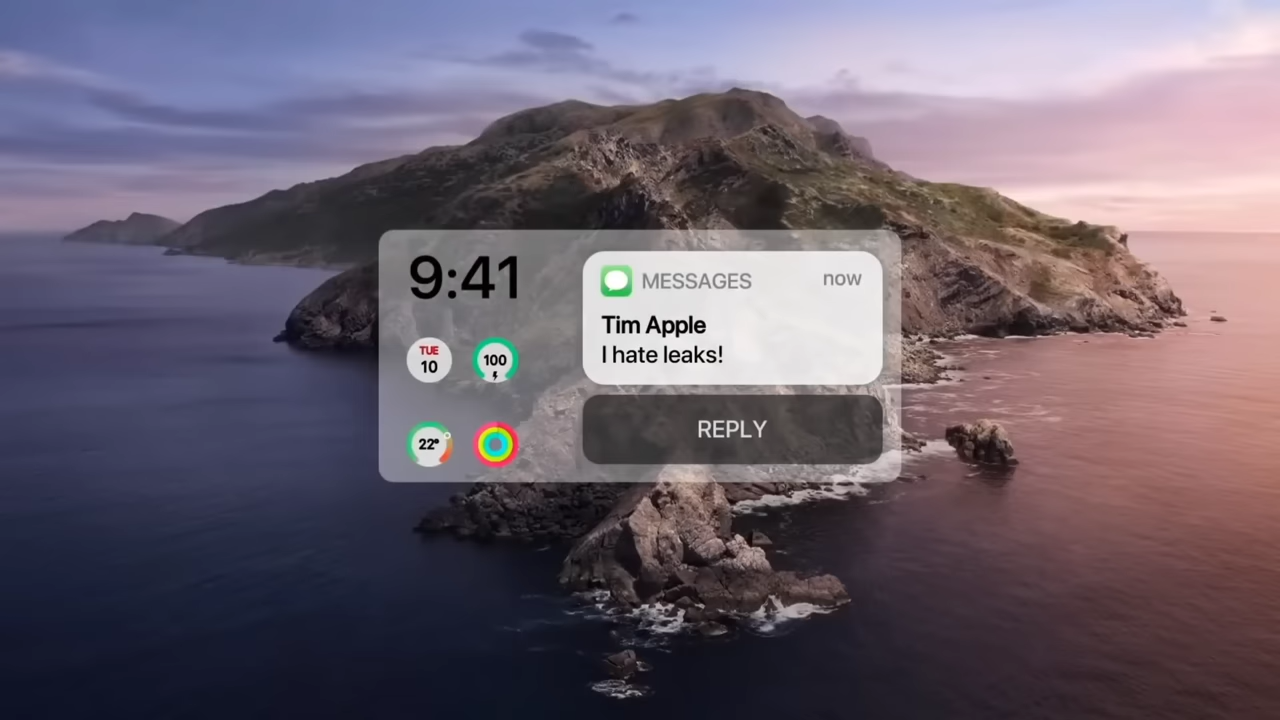 9:41
TUE
10
100
22°
MESSAGES
now
Tim Apple
I hate leaks!
REPLY